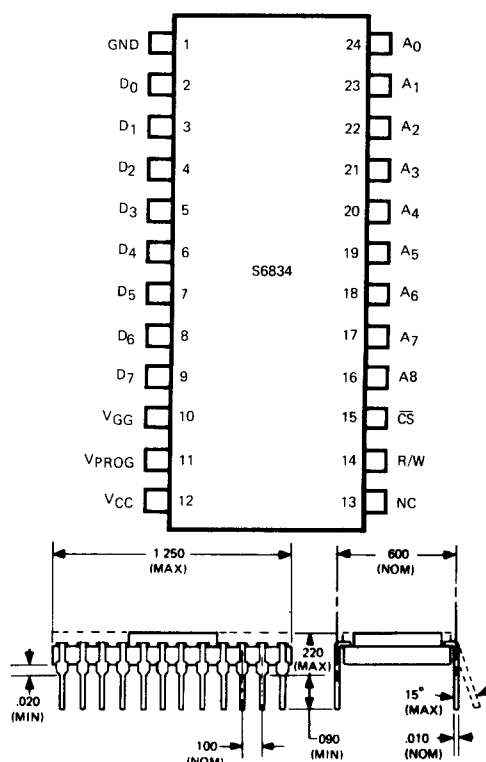 GND 1 24 A0
D0 2 23 A1
D1 3 22 A2
D2 4 21 A3
D3 5 20 A4
D4 6 19 A5
S6834
D5 7 18 A6
D6 8 17 A7
D7 9 16 A8
VGG 10 15 C̅S̅
VPROG 11 14 R/W
VCC 12 13 NC
1 250
(MAX)
600
(NOM)
.020
(MIN)
220
(MAX)
100
(NOM)
.090
(MIN)
15°
(MAX)
.010
(NOM)